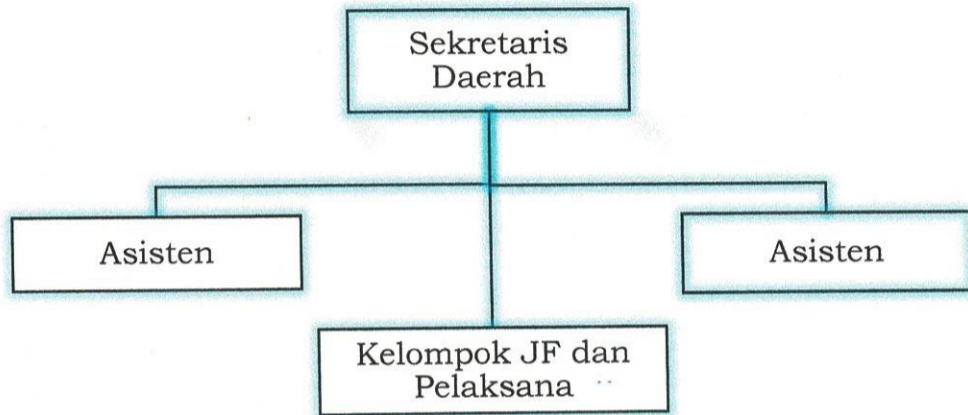 Sekretaris
Daerah
Asisten
Asisten
Kelompok JF dan
Pelaksana